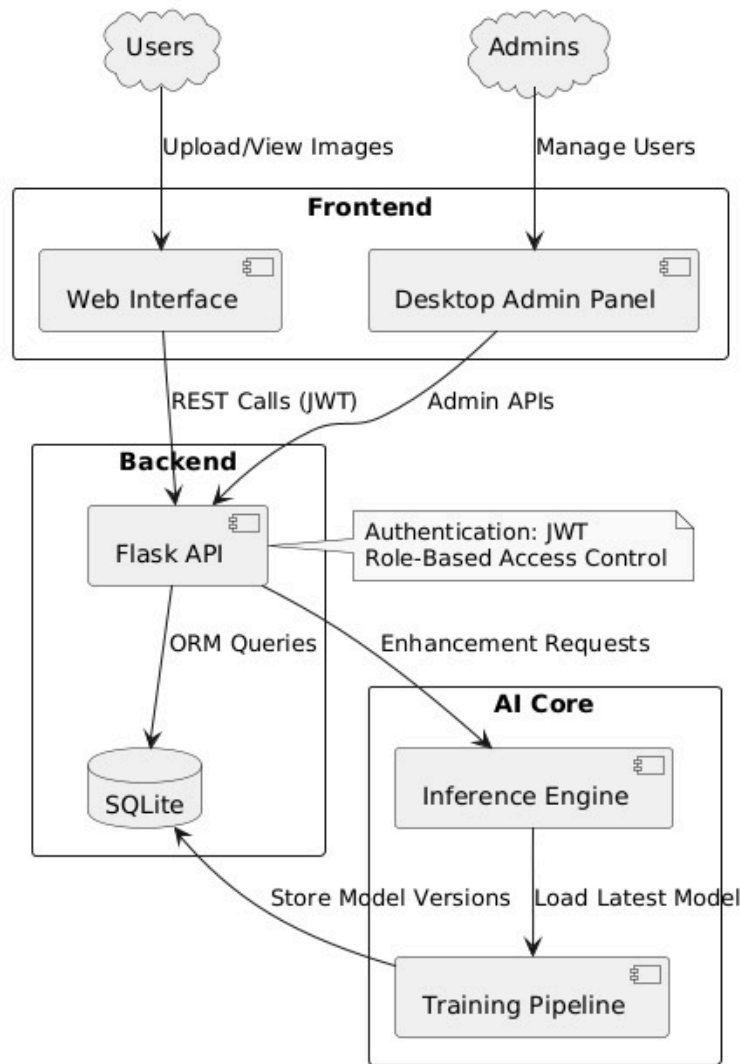 Users
Admins
Upload/View Images
Manage Users
Frontend
Web Interface
Desktop Admin Panel
REST Calls (JWT)
Admin APIs
Backend
Flask API
Authentication: JWT
Role-Based Access Control
ORM Queries
Enhancement Requests
AI Core
Inference Engine
SQLite
Store Model Versions
Load Latest Model
Training Pipeline